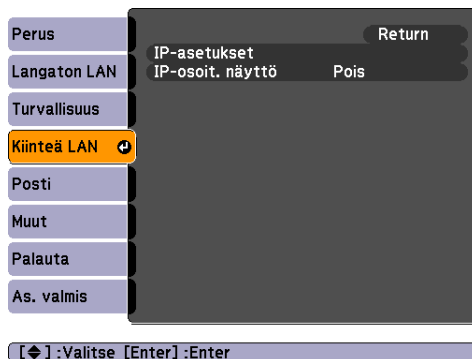 Perus
Langaton LAN
Turvallisuus
Kiinteä LAN
Posti
Muut
Palauta
As. valmis
Return
IP-asetukset
IP-osoit. näyttö Pois
[◆] :Valitse [Enter] :Enter